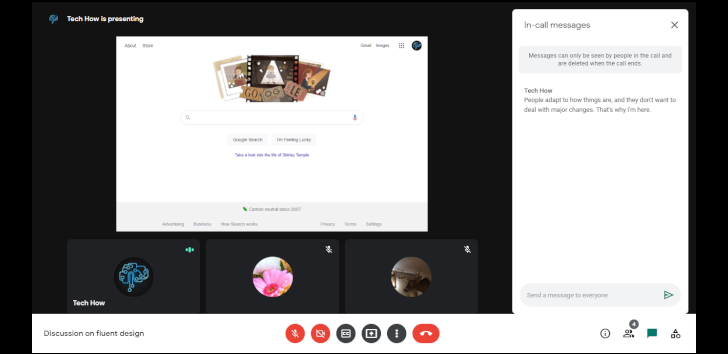 Tech How is presenting
In-call messages
Messages can only be seen by people in the call and
are deleted when the call ends.
Tech How
People adapt to how things are, and they don't want to
deal with major changes. That's why I'm here.
Send a message to everyone
About Store
Gmail Images
GOOGLE
Google Search I'm Feeling Lucky
Take a look into the life of Shirley Temple
Carbon neutral since 2007
Advertising Business How Search works
Privacy Terms Settings
Tech How
Discussion on fluent design
CC
4